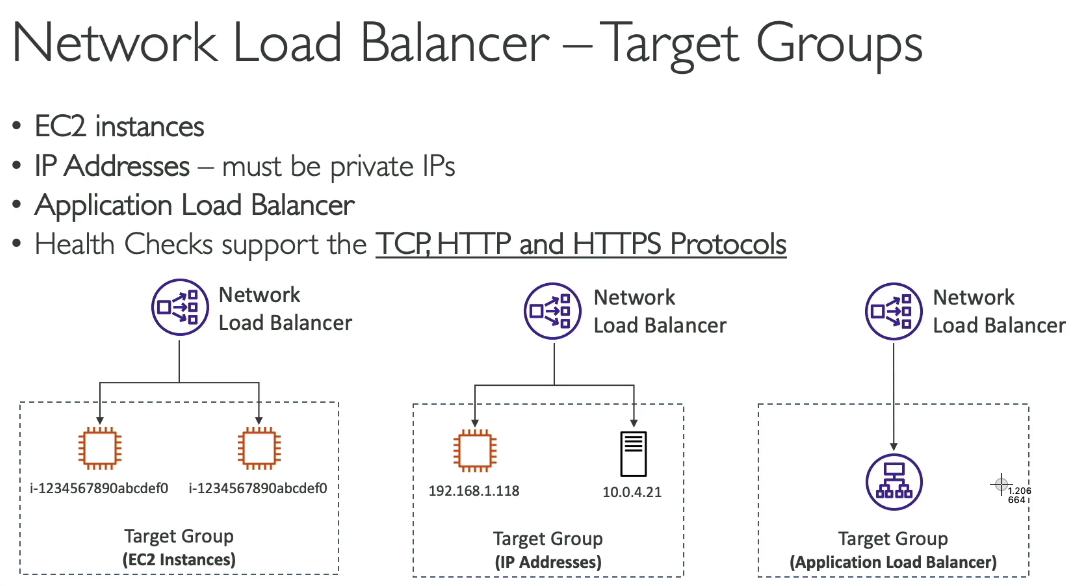 Network Load Balancer – Target Groups
• EC2 instances
• IP Addresses – must be private IPs
• Application Load Balancer
• Health Checks support the TCP, HTTP and HTTPS Protocols
Network
Load Balancer
Network
Load Balancer
Network
Load Balancer
i-1234567890abcdef0
i-1234567890abcdef0
192.168.1.118
10.0.4.21
1.206
664
Target Group
(EC2 Instances)
Target Group
(IP Addresses)
Target Group
(Application Load Balancer)